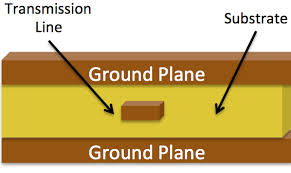 Transmission
Line
Substrate
Ground Plane
Ground Plane